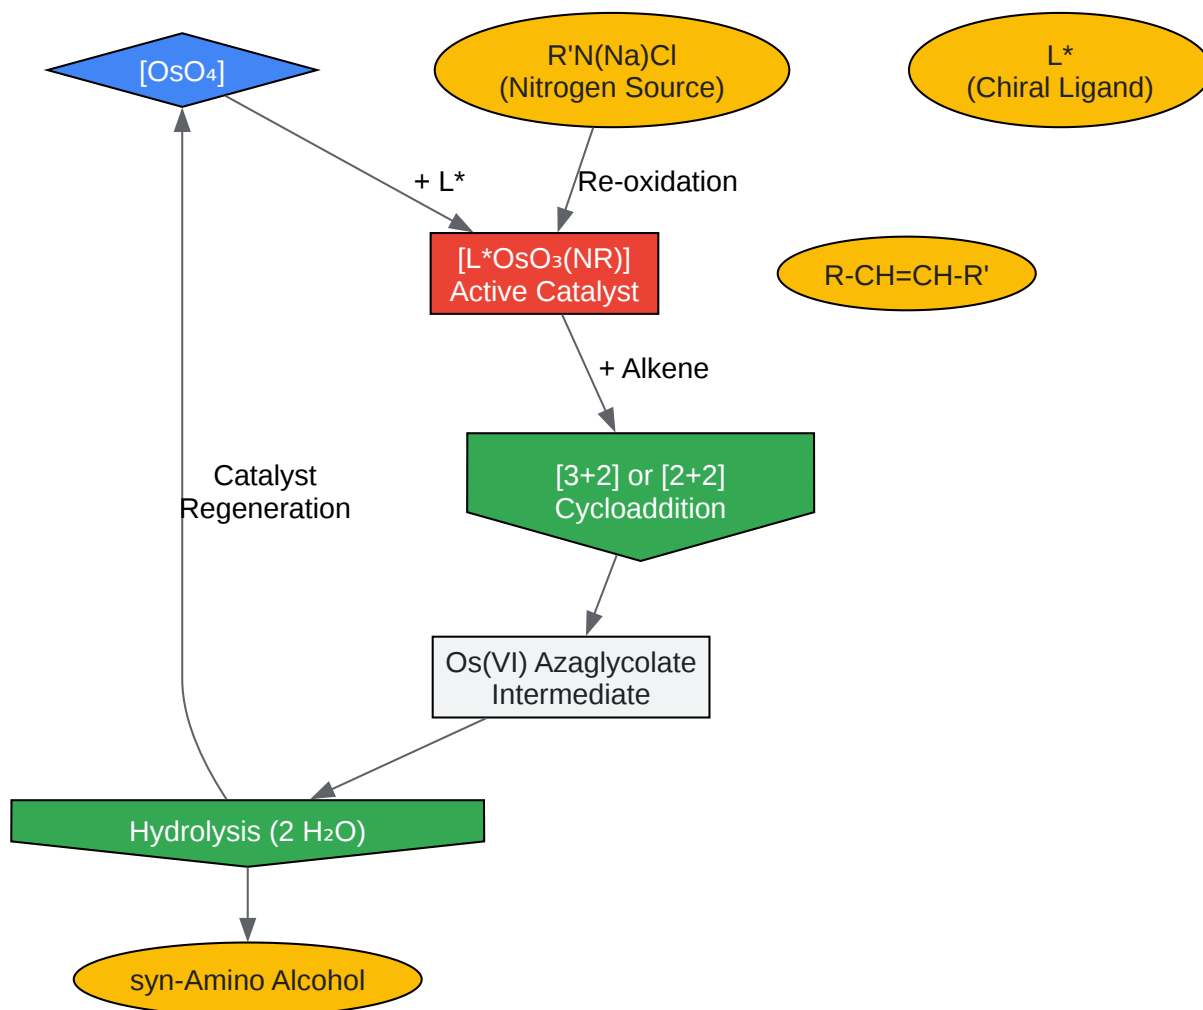 [OsO₄]
R'N(Na)Cl
(Nitrogen Source)
L*
(Chiral Ligand)
+ L*
Re-oxidation
[L*OsO₃(NR)]
Active Catalyst
R-CH=CH-R'
+ Alkene
[3+2] or [2+2]
Cycloaddition
Catalyst
Regeneration
Os(VI) Azaglycolate
Intermediate
Hydrolysis (2 H₂O)
syn-Amino Alcohol